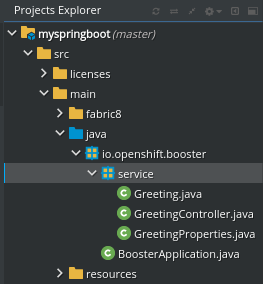 Projects Explorer
myspringboot (master)
src
licenses
main
fabric8
java
io.openshift.booster
service
Greeting.java
GreetingController.java
GreetingProperties.java
BoosterApplication.java
resources